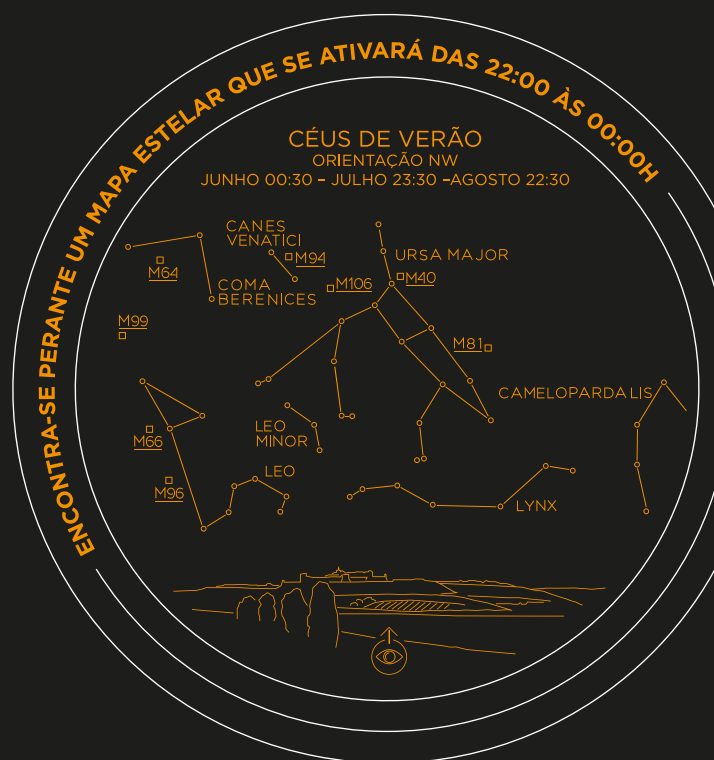 ENCONTRA-SE PERANTE UM MAPA ESTELAR QUE SE ATIVARÁ DAS 22:00 ÀS 00:00H
CÉUS DE VERÃO
ORIENTAÇÃO NW
JUNHO 00:30 – JULHO 23:30 –AGOSTO 22:30
CANES
VENATICI
M94
URSA MAJOR
M64
COMA
BERENICES
M106
M40
M99
M81
CAMELOPARDALIS
LEO
MINOR
M66
LEO
M96
LYNX